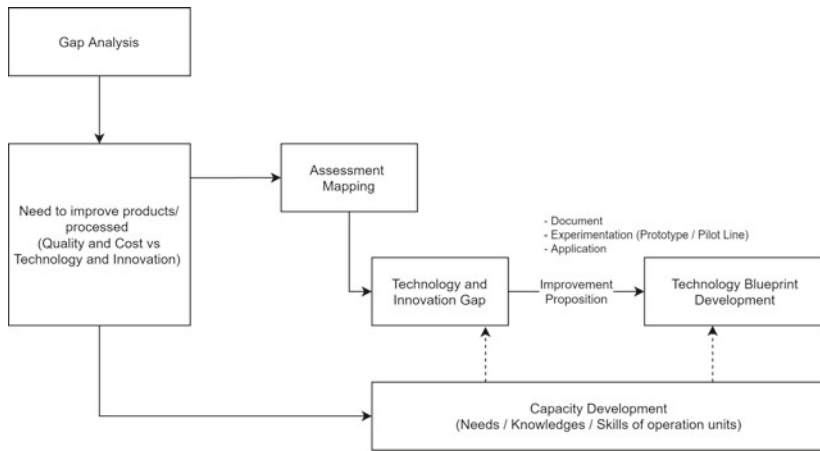 Gap Analysis
Need to improve products/
processed
(Quality and Cost vs
Technology and Innovation)
Assessment
Mapping
- Document
- Experimentation (Prototype / Pilot Line)
- Application
Technology and
Innovation Gap
Improvement
Proposition
Technology Blueprint
Development
Capacity Development
(Needs / Knowledges / Skills of operation units)